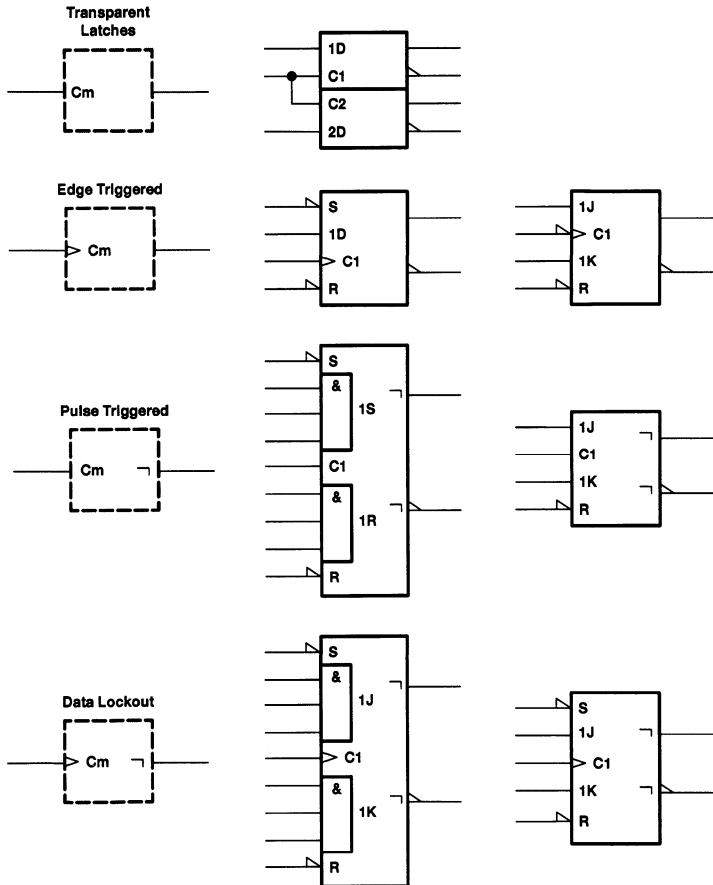 Transparent
Latches
Cm
1D
C1
C2
2D
Edge Triggered
Cm
S
1D
C1
R
1J
C1
1K
R
Pulse Triggered
Cm ¬
S
&
1S ¬
C1
&
1R ¬
R
1J ¬
C1
1K ¬
R
Data Lockout
Cm ¬
S
&
1J ¬
C1
&
1K ¬
R
S
1J ¬
C1
1K ¬
R